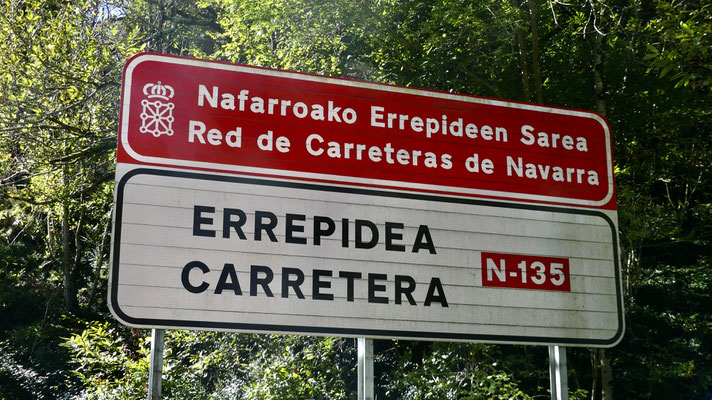 Nafarroako Errepideen Sarea
Red de Carreteras de Navarra
ERREPIDEA
CARRETERA
N-135